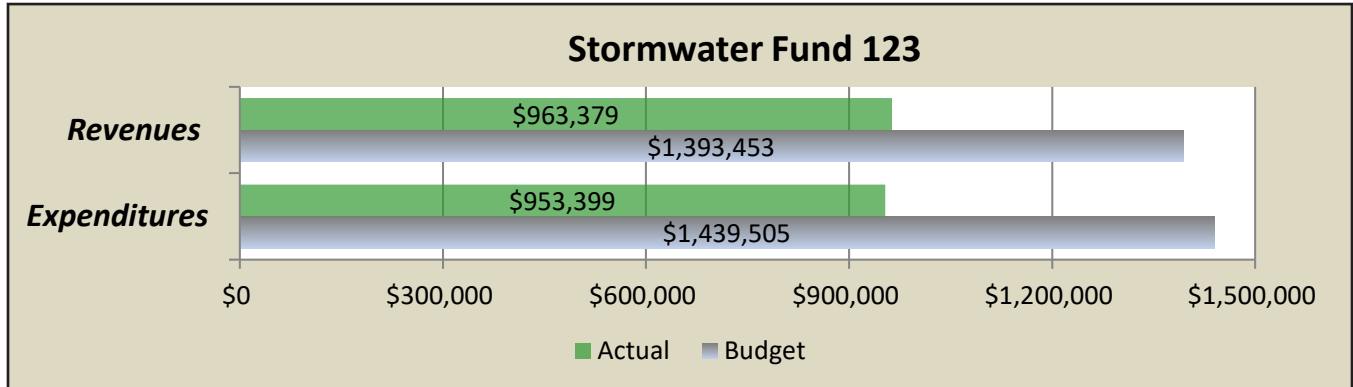 Stormwater Fund 123
Revenues
$963,379
$1,393,453
Expenditures
$953,399
$1,439,505
$0 $300,000 $600,000 $900,000 $1,200,000 $1,500,000
Actual Budget